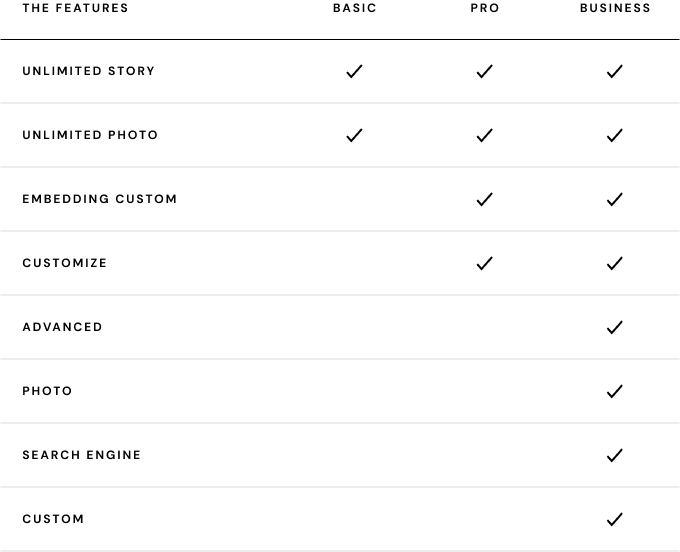 THE FEATURES BASIC PRO BUSINESS
UNLIMITED STORY
UNLIMITED PHOTO
EMBEDDING CUSTOM
CUSTOMIZE
ADVANCED
PHOTO
SEARCH ENGINE
CUSTOM